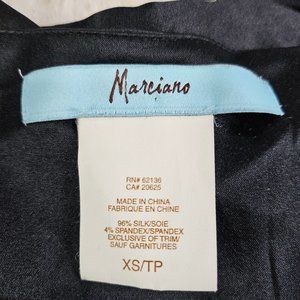 Marciano
RN# 62136
CA# 20625
MADE IN CHINA
FABRIQUE EN CHINE
96% SILK/SOIE
4% SPANDEX/SPANDEX
EXCLUSIVE OF TRIM/
SAUF GARNITURES
XS/TP